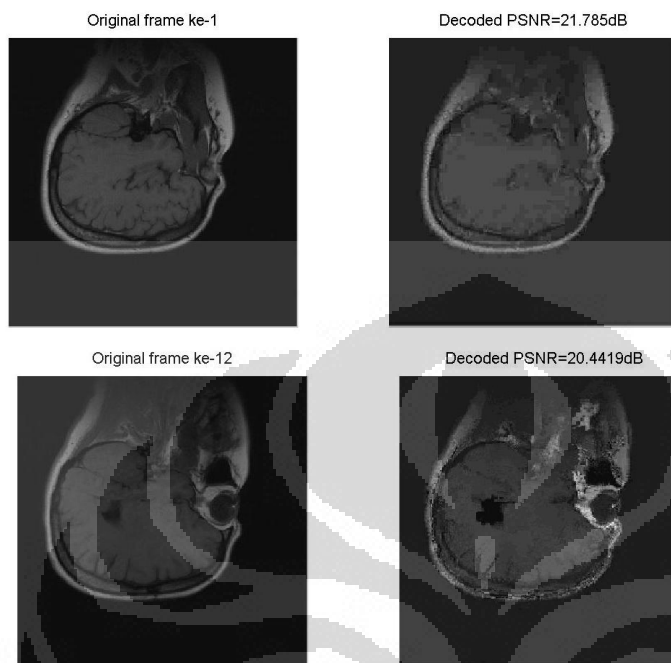 Original frame ke-1
Decoded PSNR=21.785dB
Original frame ke-12
Decoded PSNR=20.4419dB